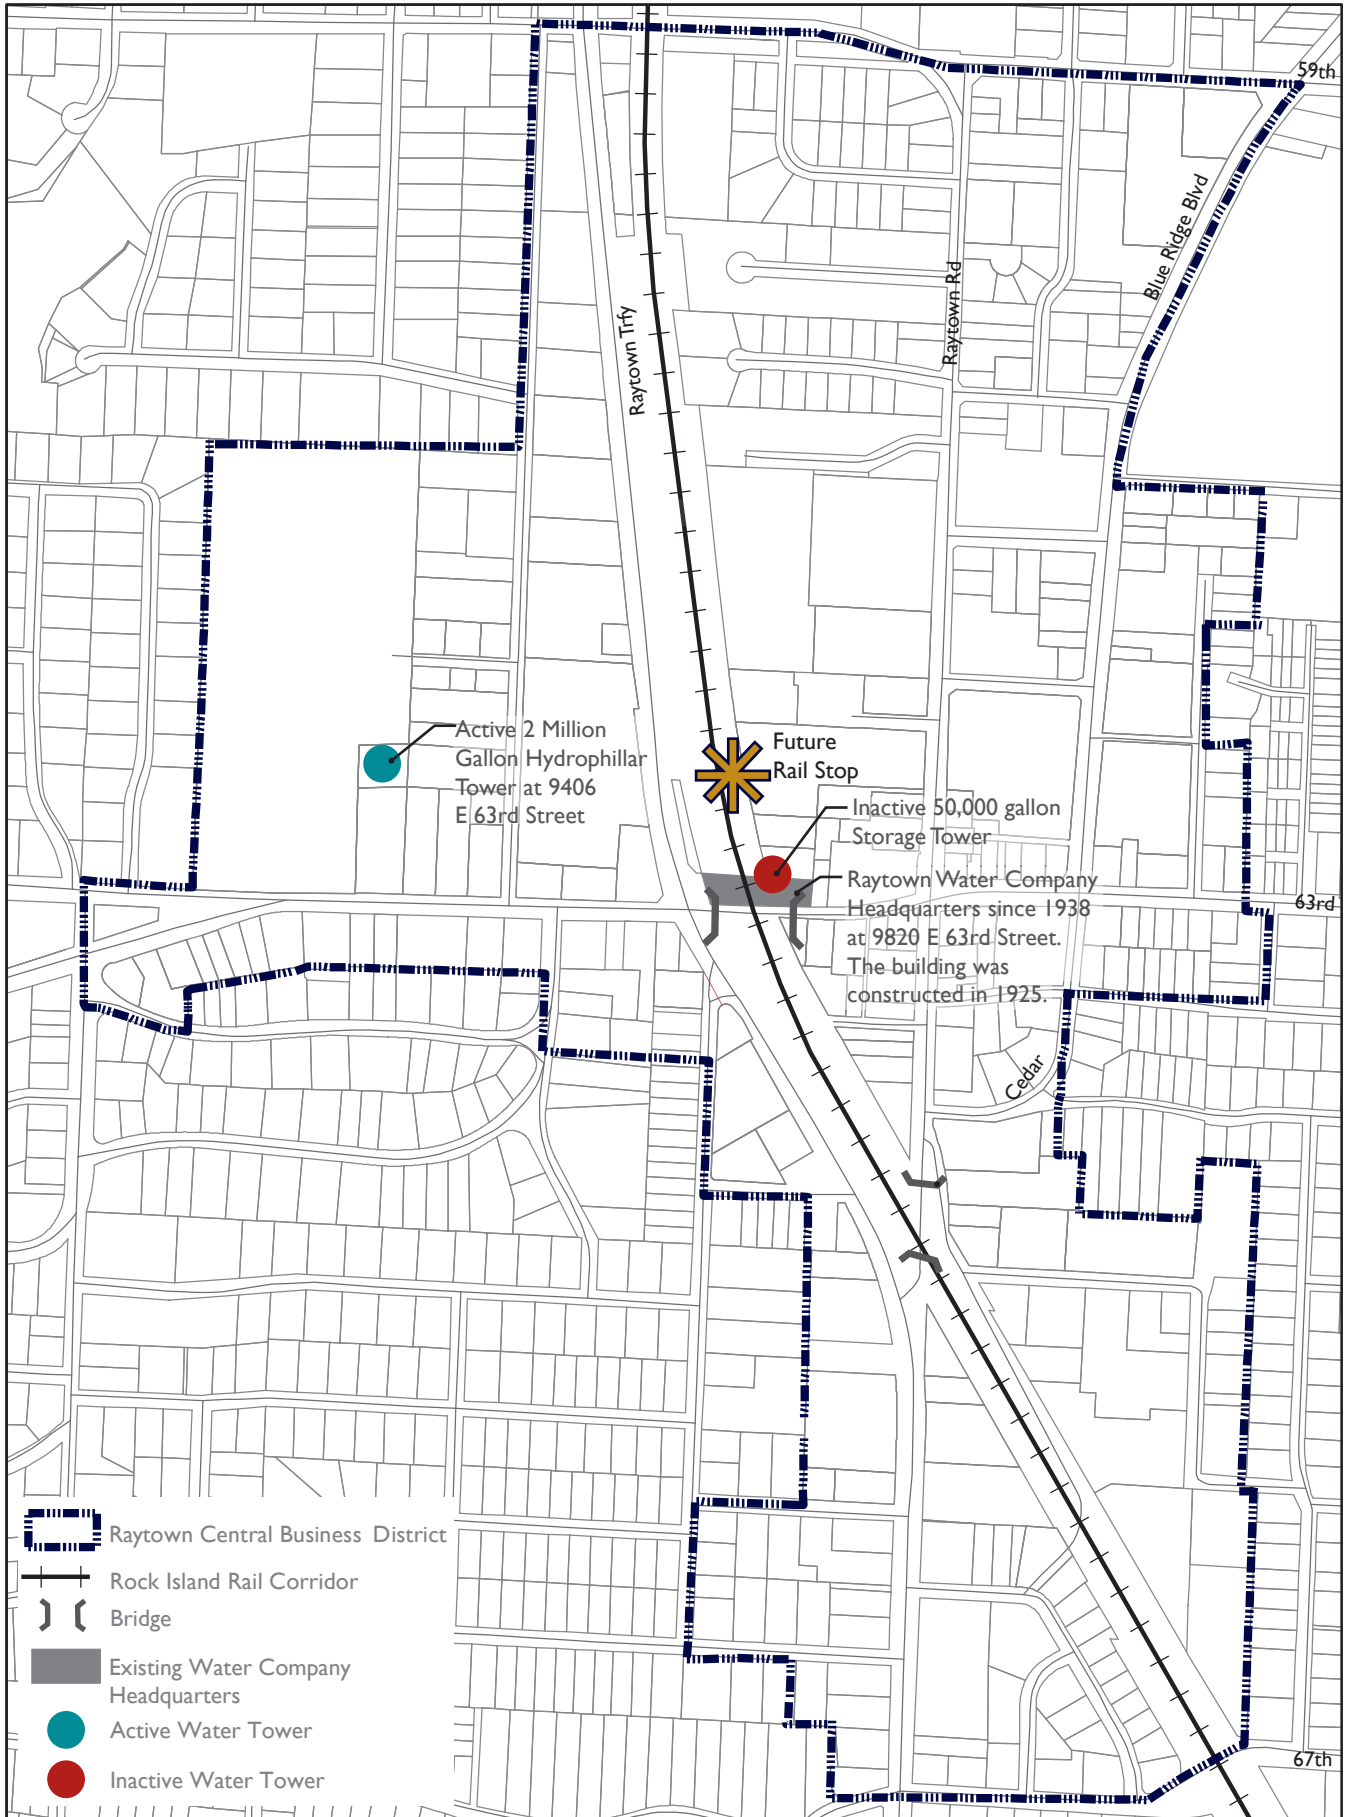 59th
Blue Ridge Blvd
Raytown Rd
Raytown Trfy
Active 2 Million
Gallon Hydrophillar
Tower at 9406
E 63rd Street
Future
Rail Stop
Inactive 50,000 gallon
Storage Tower
Raytown Water Company
Headquarters since 1938
at 9820 E 63rd Street.
The building was
constructed in 1925.
63rd
Cedar
67th
Raytown Central Business District
Rock Island Rail Corridor
Bridge
Existing Water Company
Headquarters
Active Water Tower
Inactive Water Tower